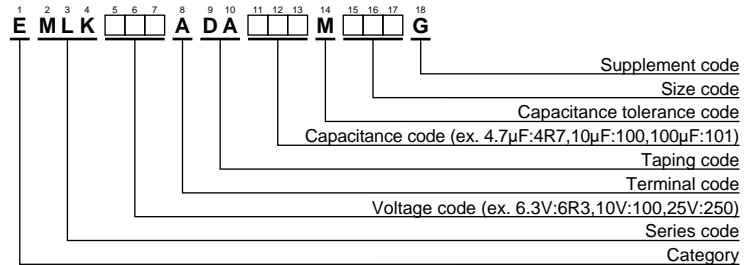 1 2 3 4 5 6 7 8 9 10 11 12 13 14 15 16 17 18
E M L K □□□ A D A □□□ M □□□ G
Supplement code
Size code
Capacitance tolerance code
Capacitance code (ex. 4.7µF:4R7,10µF:100,100µF:101)
Taping code
Terminal code
Voltage code (ex. 6.3V:6R3,10V:100,25V:250)
Series code
Category